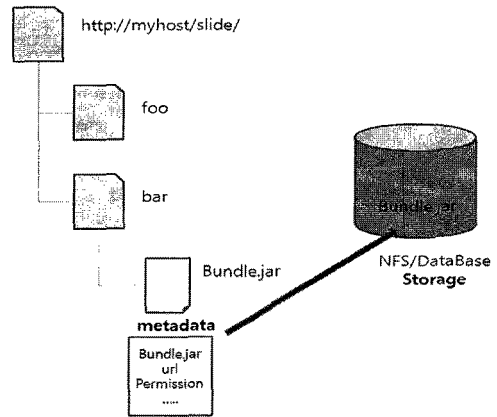 http://myhost/slide/
foo
bar
Bundle.jar
Bundle.jar
NFS/DataBase
Storage
metadata
Bundle.jar
url
Permission
.....